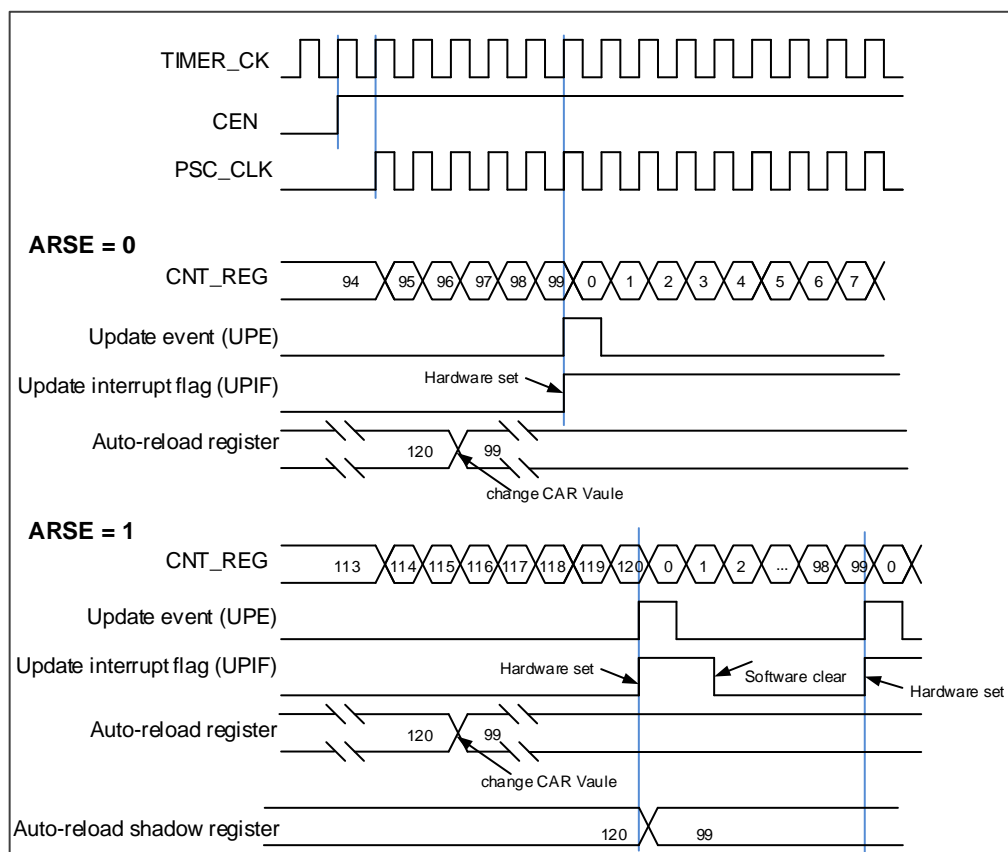 TIMER_CK
CEN
PSC_CLK
ARSE = 0
CNT_REG 94 95 96 97 98 99 0 1 2 3 4 5 6 7
Update event (UPE)
Update interrupt flag (UPIF) Hardware set
Auto-reload register 120 99
change CAR Vaule
ARSE = 1
CNT_REG 113 114 115 116 117 118 119 120 0 1 2 ... 98 99 0
Update event (UPE)
Update interrupt flag (UPIF) Hardware set Software clear Hardware set
Auto-reload register 120 99
change CAR Vaule
Auto-reload shadow register 120 99